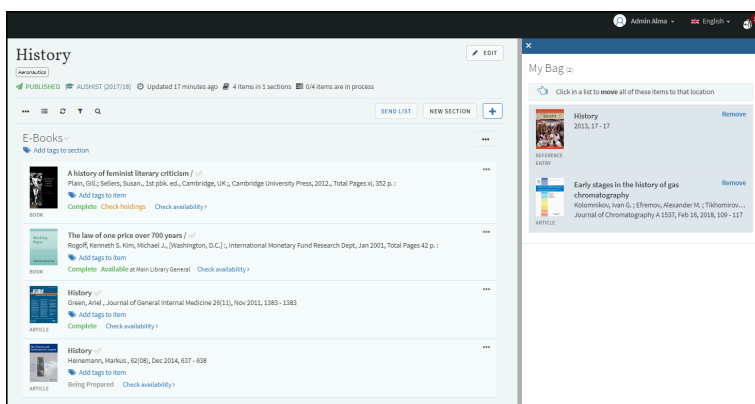 Admin Alma
English
History
EDIT
Aeronautics
PUBLISHED AUSHIST (2017/18) Updated 17 minutes ago 4 items in 1 sections 0/4 items are in process
SEND LIST NEW SECTION +
E-Books
Add tags to section
A history of feminist literary criticism /
Plain, Gill.; Sellers, Susan., 1st pbk. ed., Cambridge, UK :, Cambridge University Press, 2012., Total Pages xi, 352 p. :
Add tags to item
Complete Check holdings Check availability >
BOOK
The law of one price over 700 years /
Rogoff, Kenneth S. Kim, Michael J., [Washington, D.C.] :, International Monetary Fund Research Dept, Jan 2001, Total Pages 42 p. :
Add tags to item
Complete Available at Main Library General Check availability >
BOOK
JGIM
History
Green, Ariel , Journal of General Internal Medicine 26(11), Nov 2011, 1383 - 1383
Add tags to item
Complete Check availability >
ARTICLE
History
Heinemann, Markus , 62(08), Dec 2014, 637 - 638
Add tags to item
Being Prepared Check availability >
ARTICLE
×
My Bag (2)
Click in a list to move all of these items to that location
History Remove
2013, 17 - 17
REFERENCE
ENTRY
Early stages in the history of gas Remove
chromatography
Kolomnikov, Ivan G. ; Efremov, Alexander M. ; Tikhomirov...
Journal of Chromatography A 1537, Feb 16, 2018, 109 - 117
ARTICLE